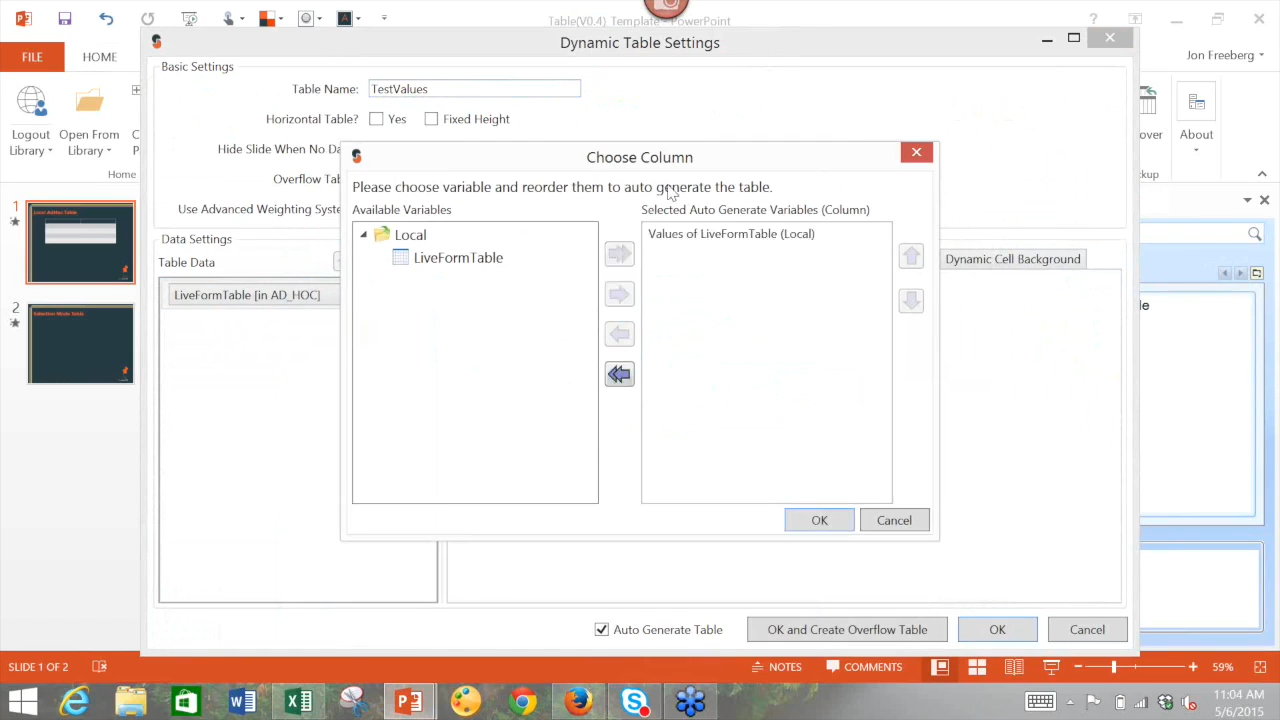 Table(V0.4) Template - PowerPoint
FILE
HOME
Jon Freeberg
Logout
Library
Open From
Library
Home
About
1
2
Dynamic Table Settings
Basic Settings
Table Name: TestValues
Horizontal Table? Yes Fixed Height
Hide Slide When No Da
Overflow Tab
Use Advanced Weighting Syste
Data Settings
Table Data
LiveFormTable [in AD_HOC]
Dynamic Cell Background
Choose Column
Please choose variable and reorder them to auto generate the table.
Available Variables
Selected Auto Generate Variables (Column)
Local
LiveFormTable
Values of LiveFormTable (Local)
OK
Cancel
Auto Generate Table
OK and Create Overflow Table
OK
Cancel
SLIDE 1 OF 2
NOTES
COMMENTS
59%
11:04 AM
5/6/2015